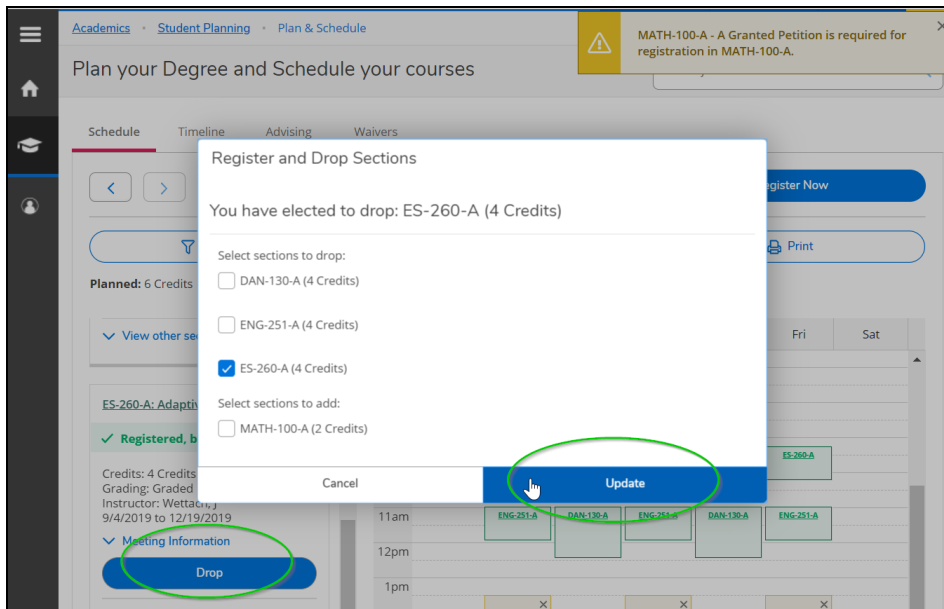 Academics · Student Planning · Plan & Schedule
MATH-100-A - A Granted Petition is required for
registration in MATH-100-A.
Plan your Degree and Schedule your courses
Schedule Timeline Advising Waivers
Register and Drop Sections
Register Now
You have elected to drop: ES-260-A (4 Credits)
Select sections to drop:
Print
DAN-130-A (4 Credits)
Planned: 6 Credits
ENG-251-A (4 Credits)
View other
Fri Sat
ES-260-A (4 Credits)
ES-260-A:
Select sections to add:
MATH-100-A (2 Credits)
Registered,
ES-260-A
Credits: 4 Credits
Cancel Update
Grading: Graded
Instructor: Wettach, J
9/4/2019 to 12/19/2019
11am ENG-251-A DAN-130-A ENG-251-A DAN-130-A ENG-251-A
Meeting Information
12pm
Drop
1pm